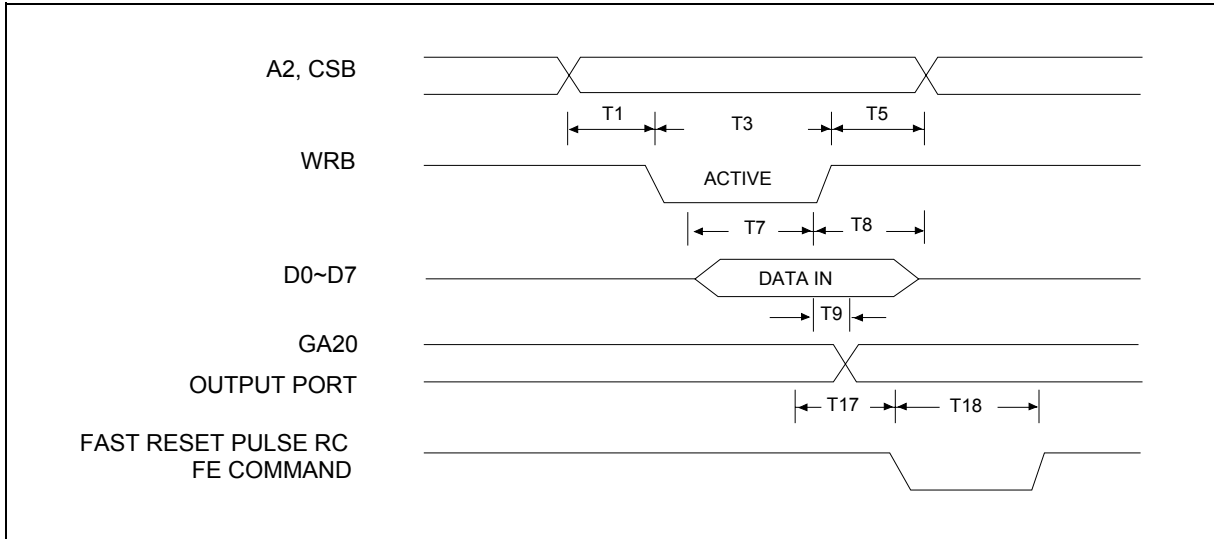 A2, CSB
T1
T3
T5
WRB
ACTIVE
T7
T8
D0~D7
DATA IN
T9
GA20
OUTPUT PORT
T17
T18
FAST RESET PULSE RC
FE COMMAND